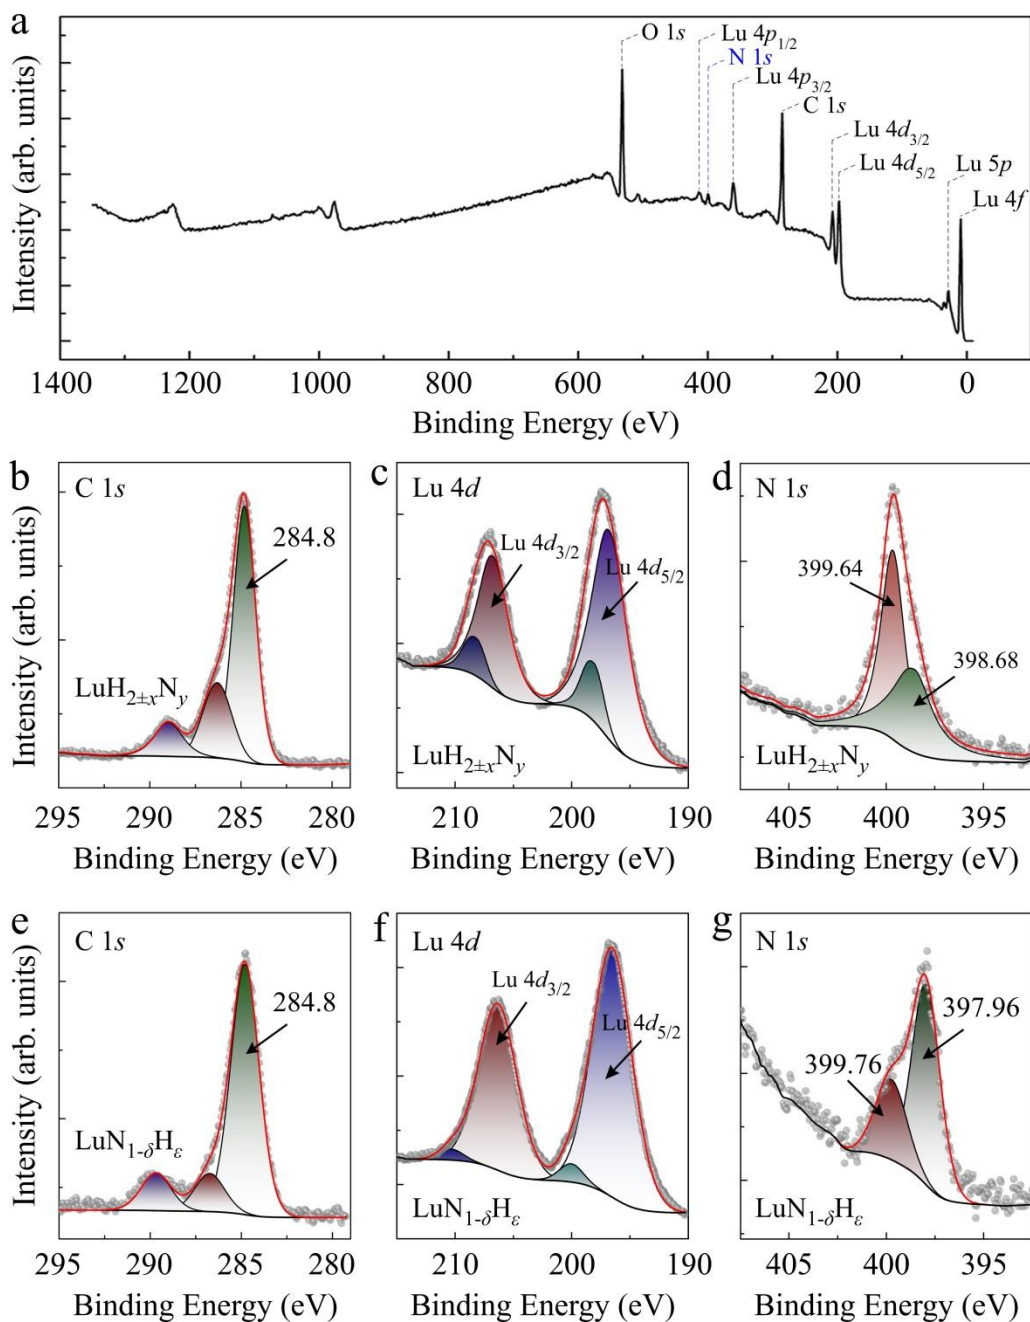 a
Intensity (arb. units)
O 1s
Lu 4p1/2
N 1s
Lu 4p3/2
C 1s
Lu 4d3/2
Lu 4d5/2
Lu 5p
Lu 4f
1400 1200 1000 800 600 400 200 0
Binding Energy (eV)
b
C 1s
284.8
LuH2±xNy
Intensity (arb. units)
295 290 285 280
Binding Energy (eV)
c
Lu 4d
Lu 4d3/2
Lu 4d5/2
LuH2±xNy
210 200 190
Binding Energy (eV)
d
N 1s
399.64
398.68
LuH2±xNy
405 400 395
Binding Energy (eV)
e
C 1s
284.8
LuN1-δHε
Intensity (arb. units)
295 290 285 280
Binding Energy (eV)
f
Lu 4d
Lu 4d3/2
Lu 4d5/2
LuN1-δHε
210 200 190
Binding Energy (eV)
g
N 1s
397.96
399.76
LuN1-δHε
405 400 395
Binding Energy (eV)